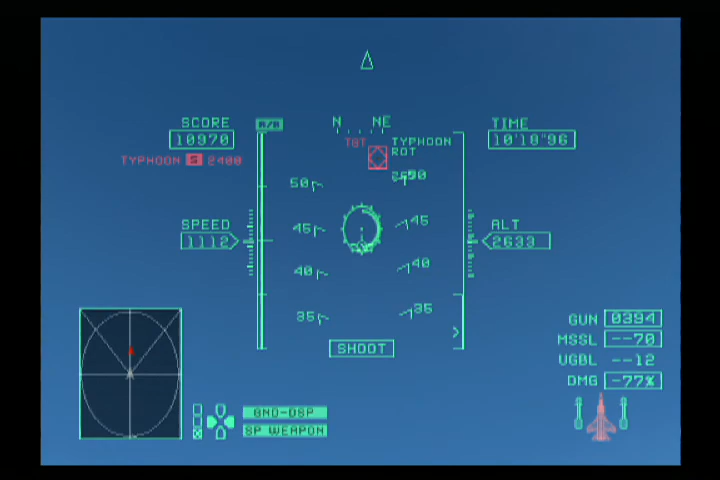 SCORE
10970
TYPHOON S 2400
A/A
N NE
TGT
TYPHOON
ROT
TIME
10'18"96
50
45 45
40 40
35 35
SPEED
1112
ALT
2633
SHOOT
GUN 0394
MSSL --70
UGBL --12
DMG -77%
GND-DSP
SP WEAPON